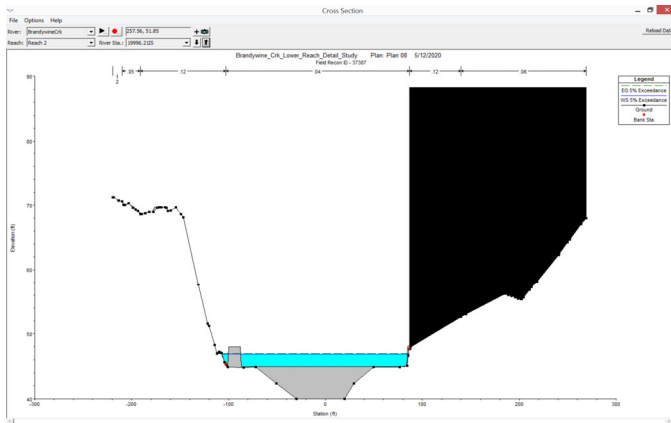 Cross Section
File Options Help
River: BrandywineCrk 257.56, 51.85 Reload Data
Reach: Reach 2 River Sta.: 19996.21IS
Brandywine_Crk_Lower_Reach_Detail_Study Plan: Plan 08 5/12/2020
Field Recon ID - 37387
.05 .12 .04 .12 .06
Legend
EG 5% Exceedance
WS 5% Exceedance
Ground
Bank Sta
90
80
70
60
50
40
Elevation (ft)
-300 -200 -100 0 100 200 300
Station (ft)